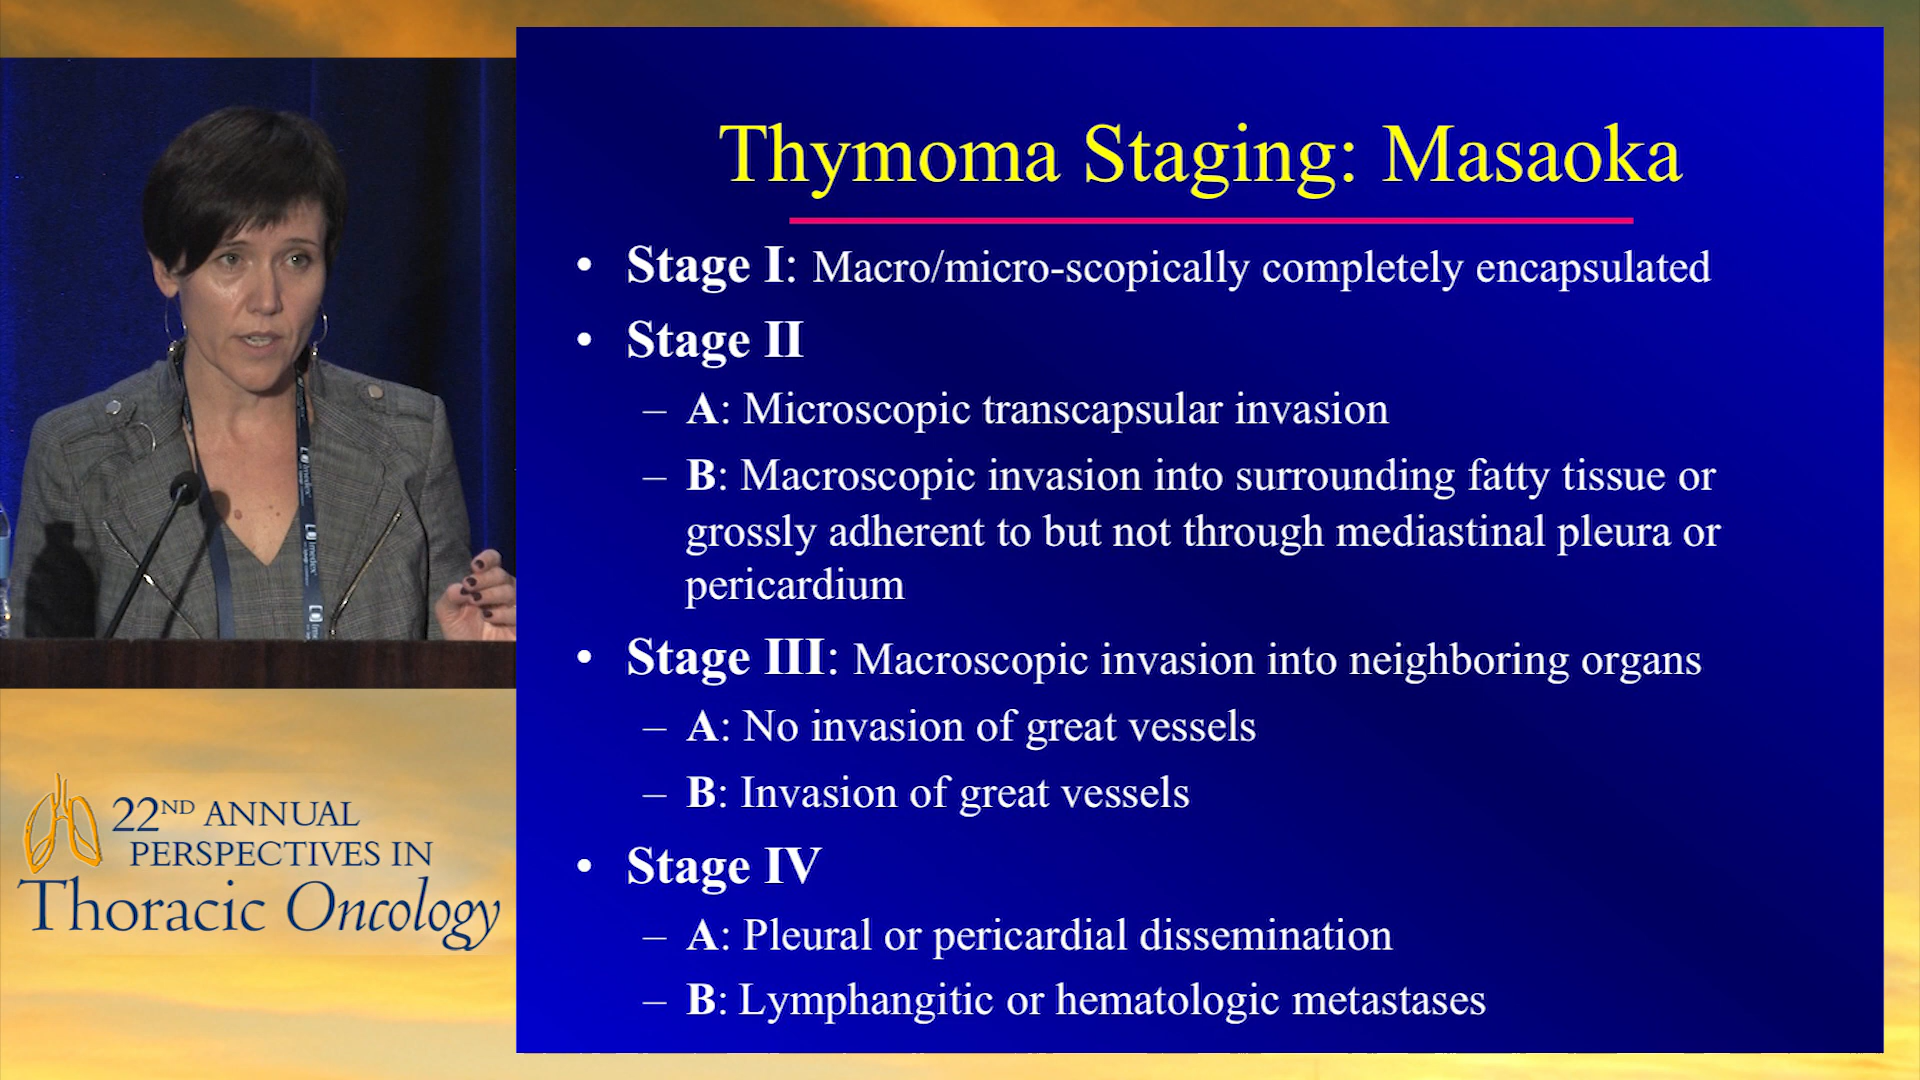 Thymoma Staging: Masaoka
• Stage I: Macro/micro-scopically completely encapsulated
• Stage II
– A: Microscopic transcapsular invasion
– B: Macroscopic invasion into surrounding fatty tissue or
grossly adherent to but not through mediastinal pleura or
pericardium
• Stage III: Macroscopic invasion into neighboring organs
– A: No invasion of great vessels
– B: Invasion of great vessels
• Stage IV
– A: Pleural or pericardial dissemination
– B: Lymphangitic or hematologic metastases
imedex
imedex
22ND ANNUAL
PERSPECTIVES IN
Thoracic Oncology